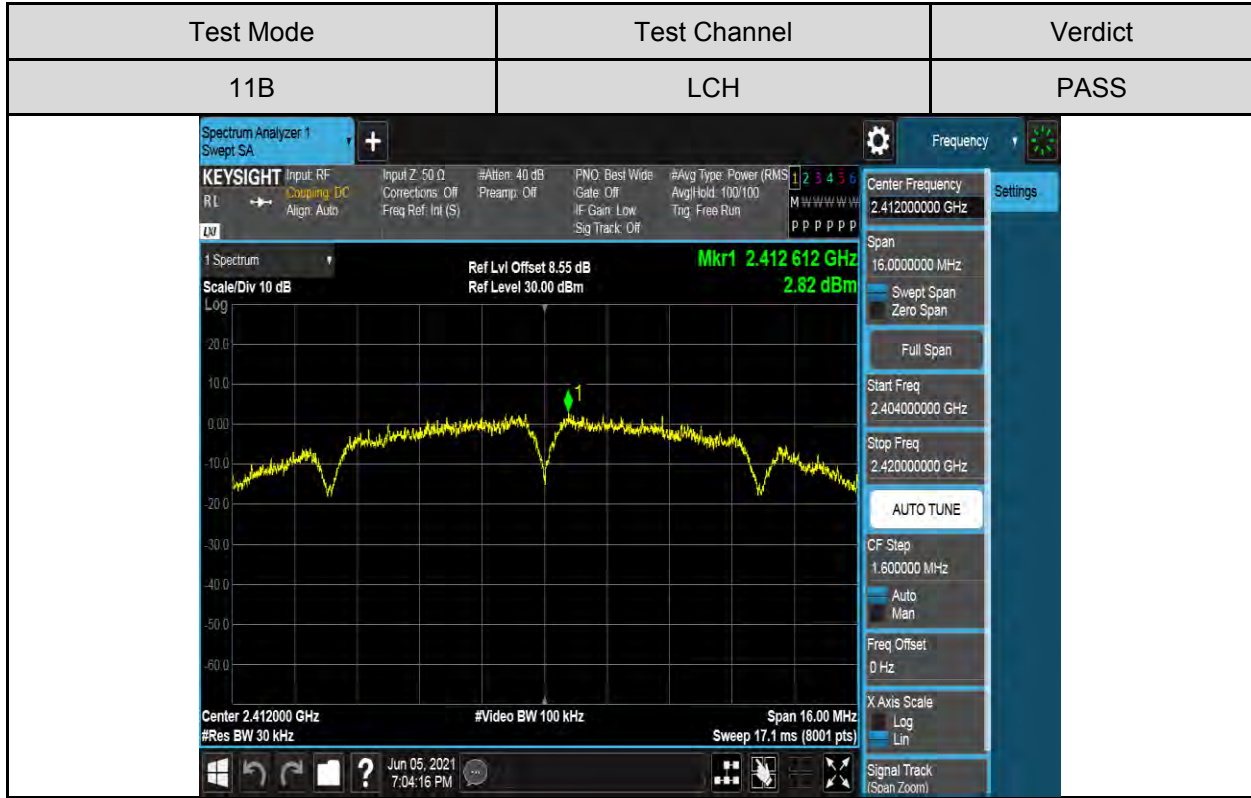 Test Mode Test Channel Verdict
11B LCH PASS
Spectrum Analyzer 1
Swept SA
+
Frequency
KEYSIGHT Input: RF Input Z: 50 Ω #Atten: 40 dB PNO: Best Wide #Avg Type: Power (RMS 1 2 3 4 5 6
RL Coupling: DC Corrections: Off Preamp: Off Gate: Off Avg|Hold: 100/100 M W W W W W
Align: Auto Freq Ref: Int (S) IF Gain: Low Trig: Free Run
Sig Track: Off P P P P P P
LXI
Center Frequency
2.412000000 GHz
Settings
Span
16.0000000 MHz
Swept Span
Zero Span
Full Span
Start Freq
2.404000000 GHz
Stop Freq
2.420000000 GHz
AUTO TUNE
CF Step
1.600000 MHz
Auto
Man
Freq Offset
0 Hz
X Axis Scale
Log
Lin
Signal Track
(Span Zoom)
1 Spectrum
Ref Lvl Offset 8.55 dB
Mkr1 2.412 612 GHz
Scale/Div 10 dB
Ref Level 30.00 dBm
2.82 dBm
Log
20.0
10.0
1
0.00
-10.0
-20.0
-30.0
-40.0
-50.0
-60.0
Center 2.412000 GHz #Video BW 100 kHz Span 16.00 MHz
#Res BW 30 kHz Sweep 17.1 ms (8001 pts)
? Jun 05, 2021
7:04:16 PM